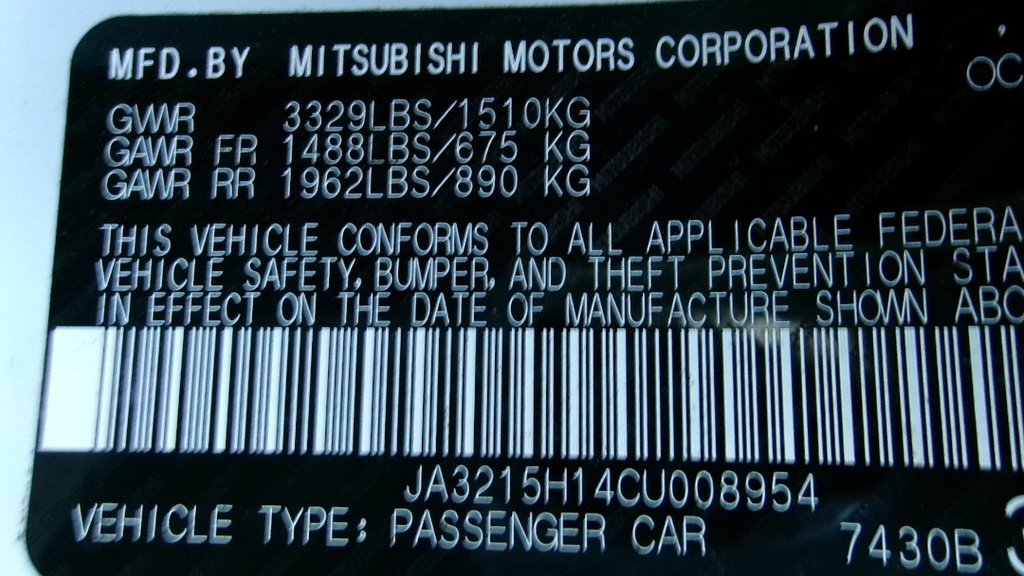 MFD.BY MITSUBISHI MOTORS CORPORATION
OC
GVWR 3329LBS/1510KG
GAWR FR 1488LBS/675 KG
GAWR RR 1962LBS/890 KG
THIS VEHICLE CONFORMS TO ALL APPLICABLE FEDERA
VEHICLE SAFETY, BUMPER, AND THEFT PREVENTION STA
IN EFFECT ON THE DATE OF MANUFACTURE SHOWN ABO
JA3215H14CU008954
VEHICLE TYPE: PASSENGER CAR 7430B